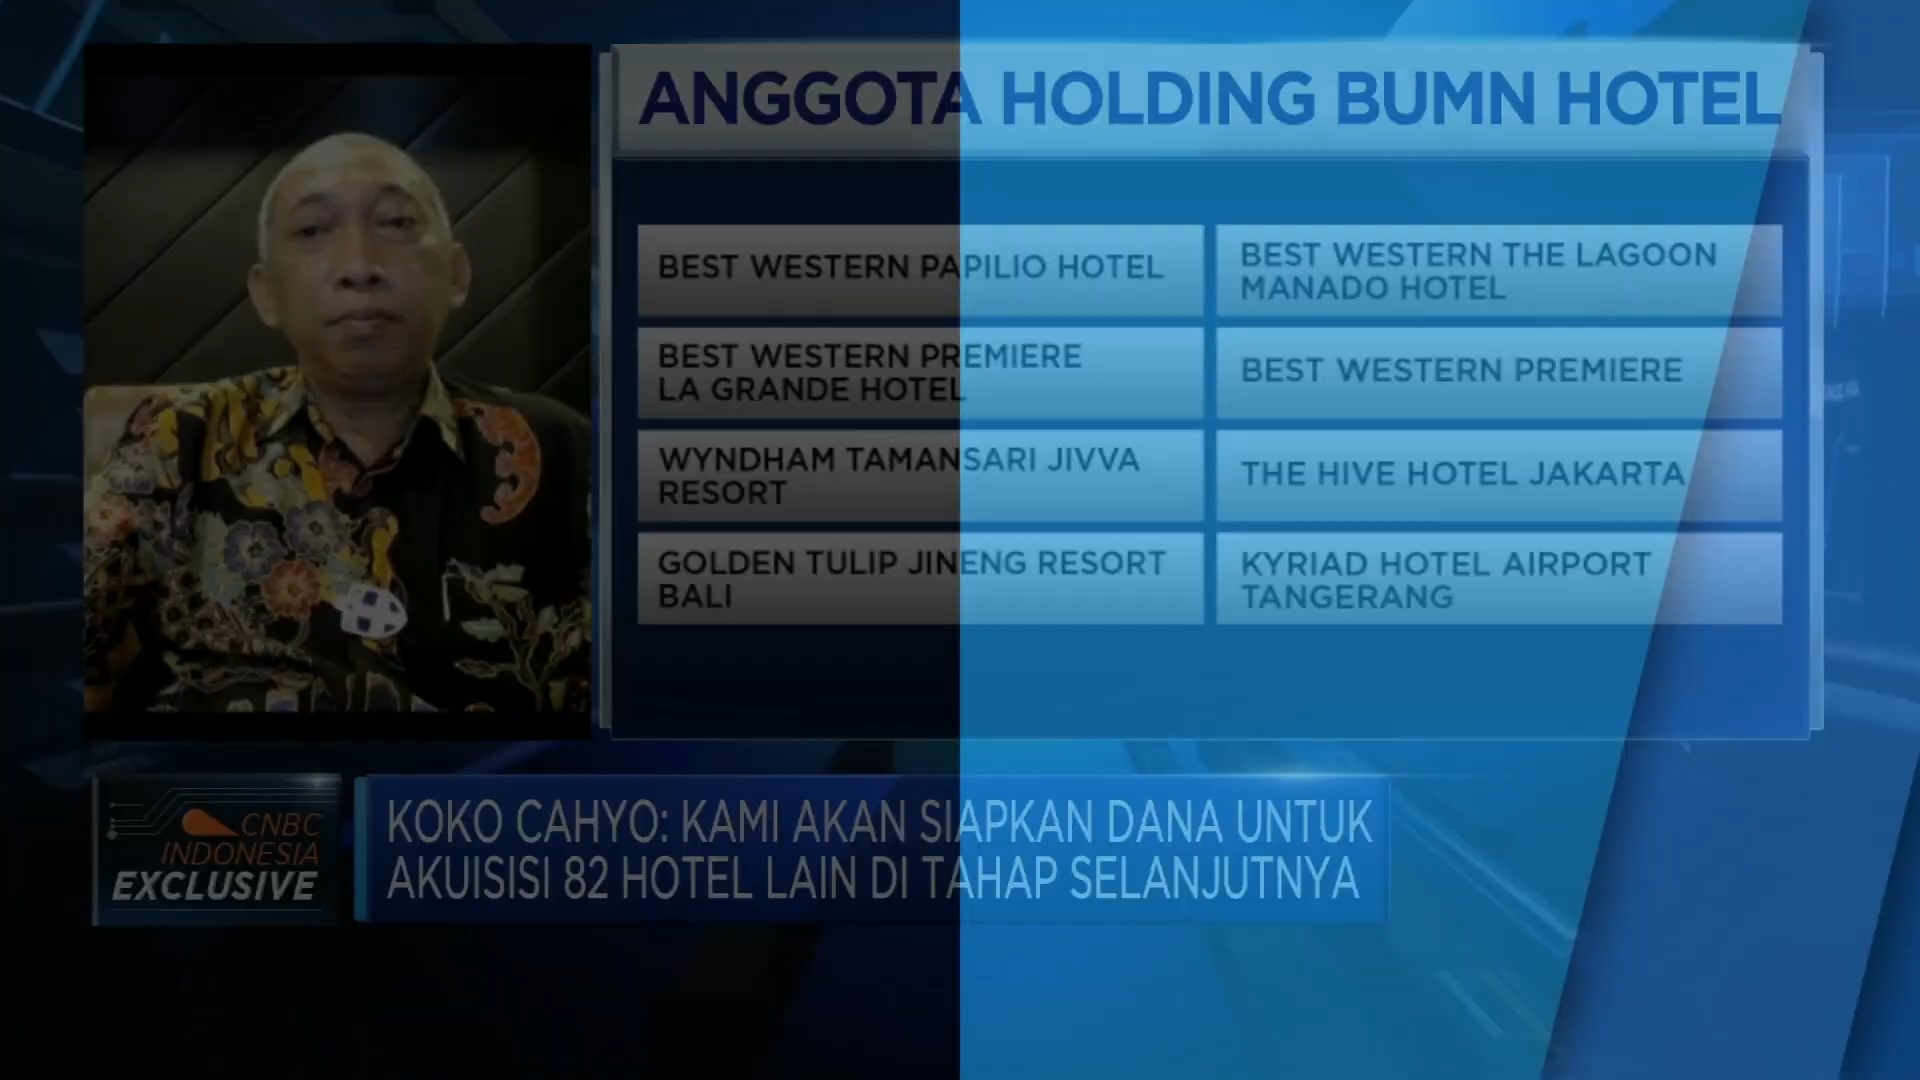 ANGGOTA HOLDING BUMN HOTEL
BEST WESTERN PAPILIO HOTEL
BEST WESTERN THE LAGOON
MANADO HOTEL
BEST WESTERN PREMIERE
LA GRANDE HOTEL
BEST WESTERN PREMIERE
WYNDHAM TAMANSARI JIVVA
RESORT
THE HIVE HOTEL JAKARTA
GOLDEN TULIP JINENG RESORT
BALI
KYRIAD HOTEL AIRPORT
TANGERANG
CNBC
INDONESIA
EXCLUSIVE
KOKO CAHYO: KAMI AKAN SIAPKAN DANA UNTUK
AKUISISI 82 HOTEL LAIN DI TAHAP SELANJUTNYA